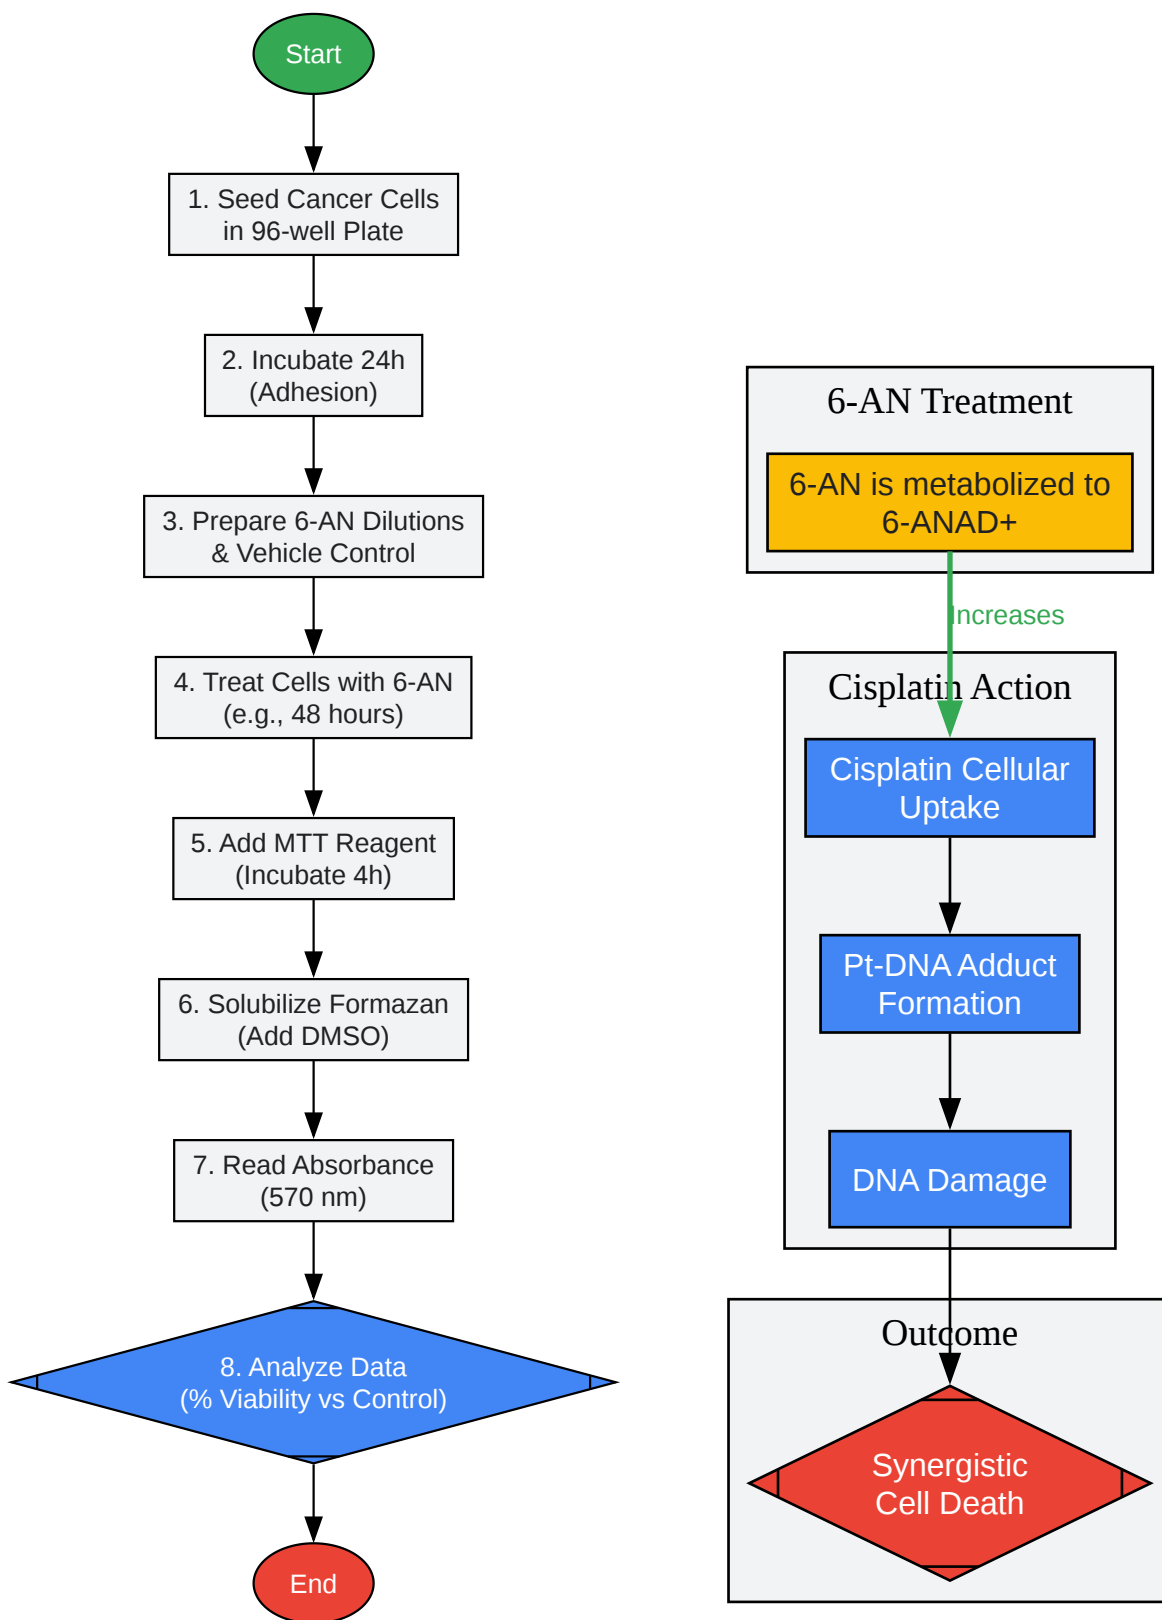 Start
1. Seed Cancer Cells
in 96-well Plate
2. Incubate 24h
(Adhesion)
3. Prepare 6-AN Dilutions
& Vehicle Control
4. Treat Cells with 6-AN
(e.g., 48 hours)
5. Add MTT Reagent
(Incubate 4h)
6. Solubilize Formazan
(Add DMSO)
7. Read Absorbance
(570 nm)
8. Analyze Data
(% Viability vs Control)
End
6-AN Treatment
6-AN is metabolized to
6-ANAD+
Increases
Cisplatin Action
Cisplatin Cellular
Uptake
Pt-DNA Adduct
Formation
DNA Damage
Outcome
Synergistic
Cell Death